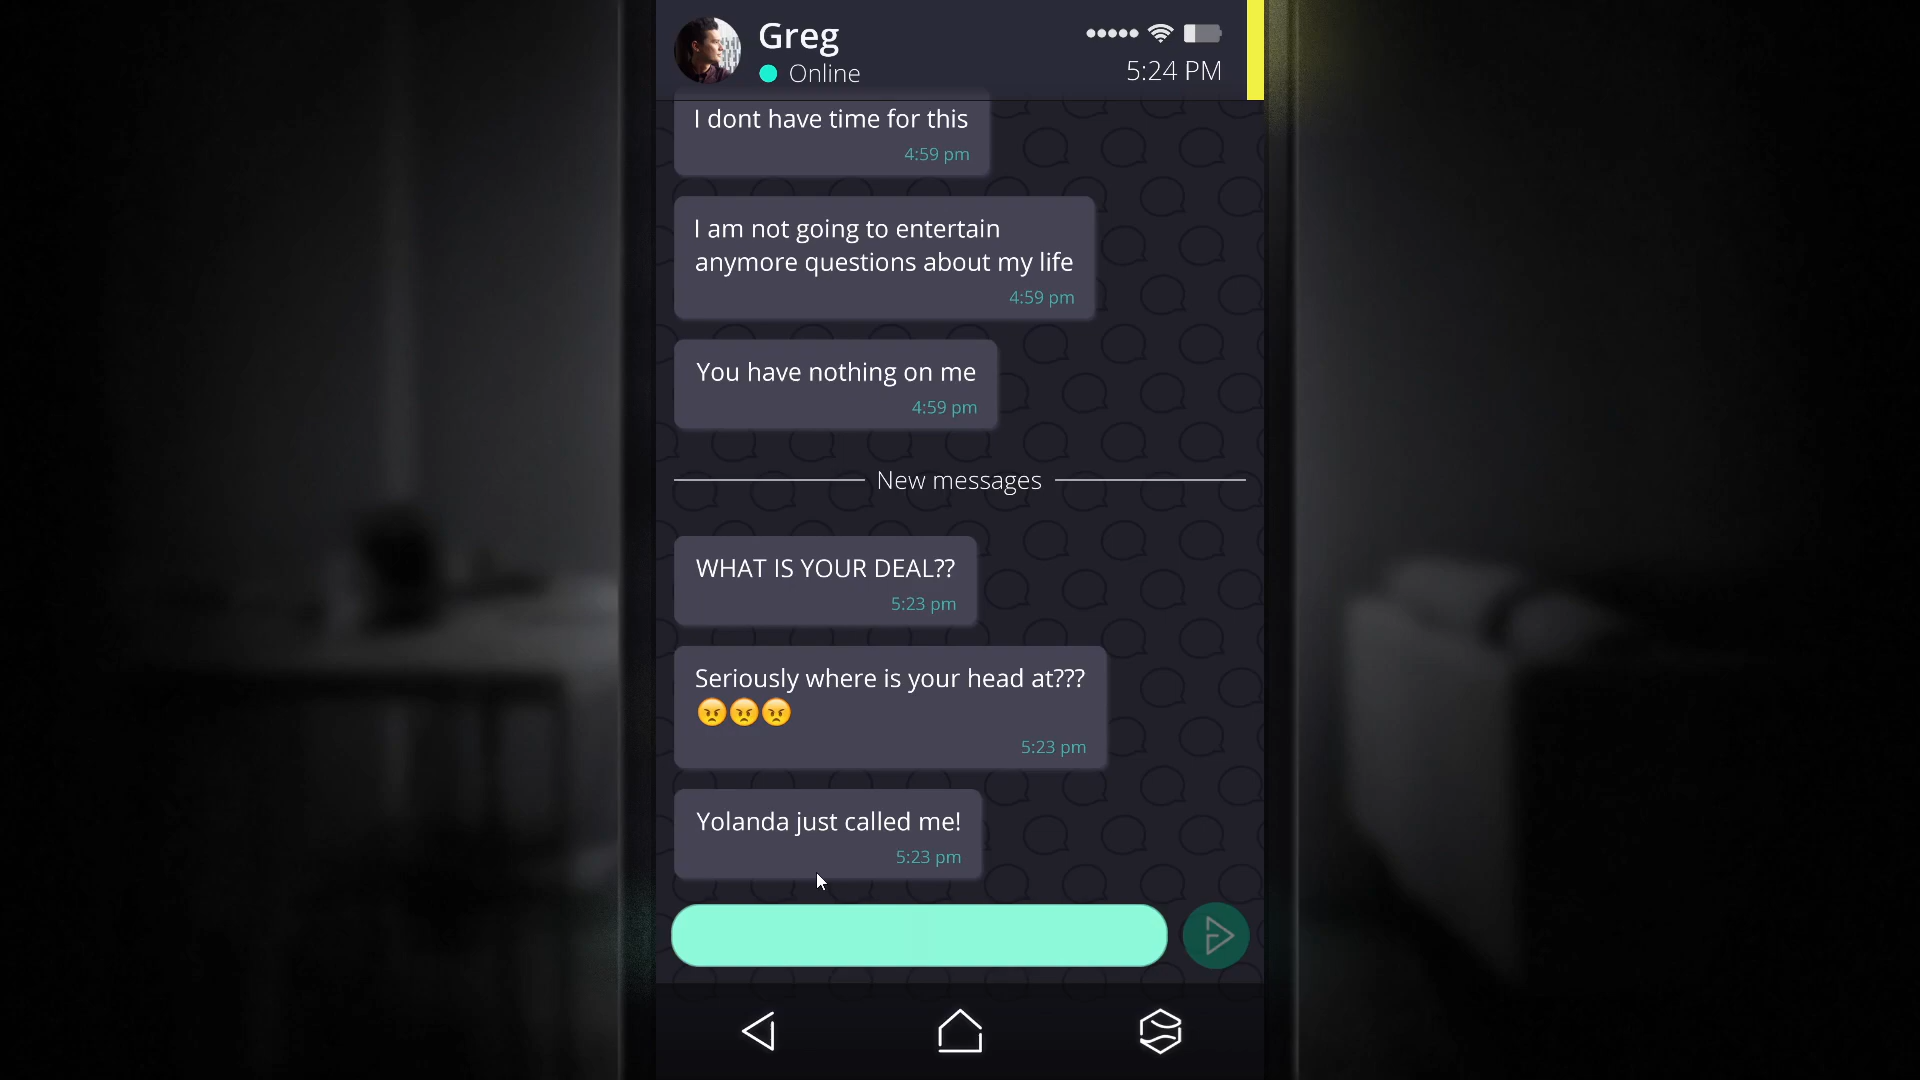 Greg
Online
5:24 PM
I dont have time for this
4:59 pm
I am not going to entertain
anymore questions about my life
4:59 pm
You have nothing on me
4:59 pm
New messages
WHAT IS YOUR DEAL??
5:23 pm
Seriously where is your head at???
😠😠😠
5:23 pm
Yolanda just called me!
5:23 pm